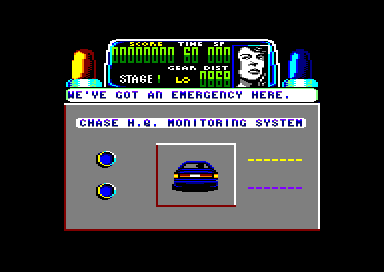 SCORE TIME SP
00000000 60 000
GEAR DIST
STAGE 1 LO 0968
WE'VE GOT AN EMERGENCY HERE.
CHASE H.Q. MONITORING SYSTEM